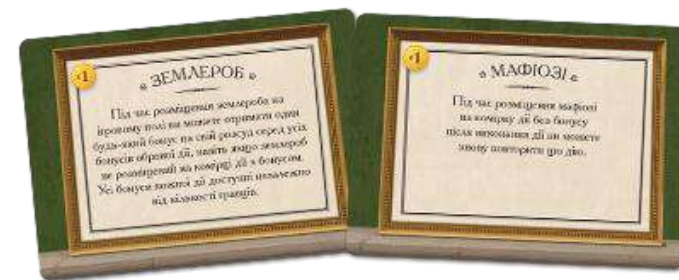 -1
ЗЕМЛЕРОБ
Під час розміщення землероба на
ігровому полі ви можете отримати один
будь-який бонус на свій розсуд серед усіх
бонусів обраної дії, навіть якщо землероб
не розміщений на комірці дії з бонусом.
Усі бонуси кожної дії доступні незалежно
від кількості гравців.
-1
МАФІОЗІ
Під час розміщення мафіозі
на комірку дії без бонусу
після виконання дії ви можете
знову повторити цю дію.